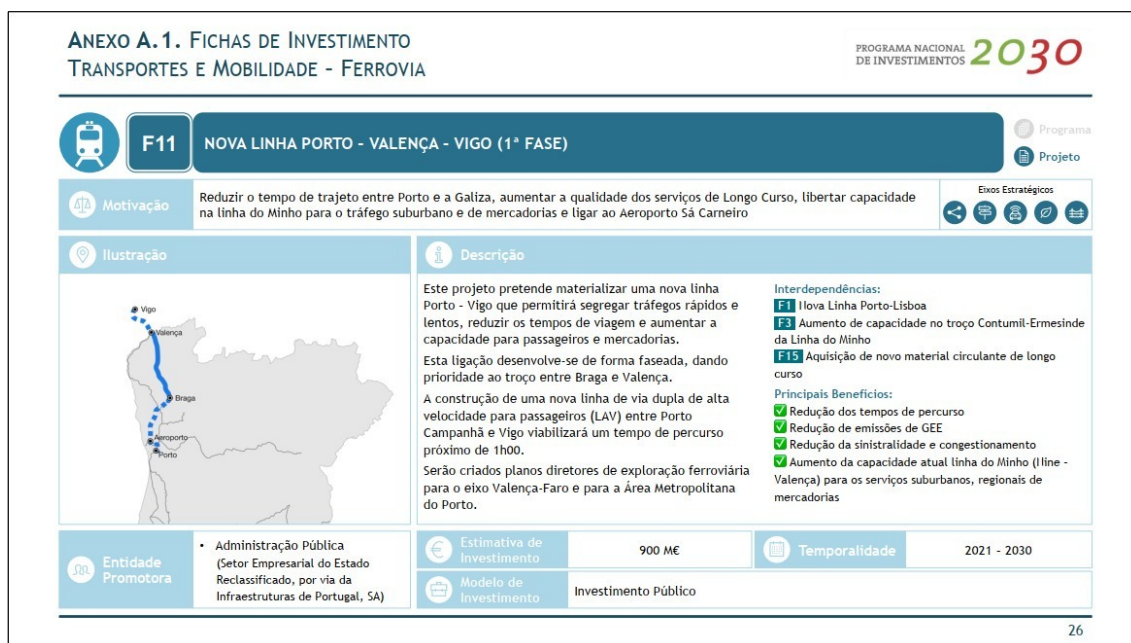 ANEXO A.1. FICHAS DE INVESTIMENTO
TRANSPORTES E MOBILIDADE – FERROVIA
PROGRAMA NACIONAL
DE INVESTIMENTOS 2030
F11
NOVA LINHA PORTO - VALENÇA - VIGO (1ª FASE)
Programa
Projeto
Motivação
Reduzir o tempo de trajeto entre Porto e a Galiza, aumentar a qualidade dos serviços de Longo Curso, libertar capacidade
na linha do Minho para o tráfego suburbano e de mercadorias e ligar ao Aeroporto Sá Carneiro
Eixos Estratégicos
Ilustração
Vigo
Valença
Braga
Aeroporto
Porto
Descrição
Este projeto pretende materializar uma nova linha
Porto - Vigo que permitirá segregar tráfegos rápidos e
lentos, reduzir os tempos de viagem e aumentar a
capacidade para passageiros e mercadorias.
Esta ligação desenvolve-se de forma faseada, dando
prioridade ao troço entre Braga e Valença.
A construção de uma nova linha de via dupla de alta
velocidade para passageiros (LAV) entre Porto
Campanhã e Vigo viabilizará um tempo de percurso
próximo de 1h00.
Serão criados planos diretores de exploração ferroviária
para o eixo Valença-Faro e para a Área Metropolitana
do Porto.
Interdependências:
F1 Nova Linha Porto-Lisboa
F3 Aumento de capacidade no troço Contumil-Ermesinde
da Linha do Minho
F15 Aquisição de novo material circulante de longo
curso
Principais Benefícios:
✅ Redução dos tempos de percurso
✅ Redução de emissões de GEE
✅ Redução da sinistralidade e congestionamento
✅ Aumento da capacidade atual linha do Minho (Nine -
Valença) para os serviços suburbanos, regionais de
mercadorias
Entidade
Promotora
• Administração Pública
(Setor Empresarial do Estado
Reclassificado, por via da
Infraestruturas de Portugal, SA)
Estimativa de
Investimento
900 M€
Temporalidade
2021 - 2030
Modelo de
Investimento
Investimento Público
26